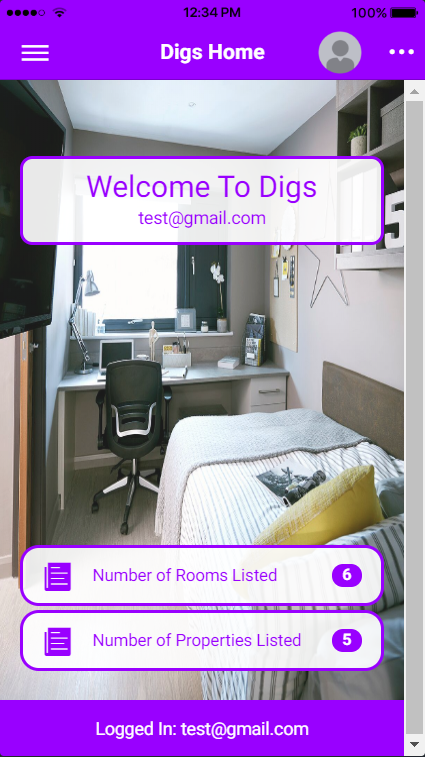 12:34 PM
100%
Digs Home
5
Welcome To Digs
test@gmail.com
Number of Rooms Listed 6
Number of Properties Listed 5
Logged In: test@gmail.com